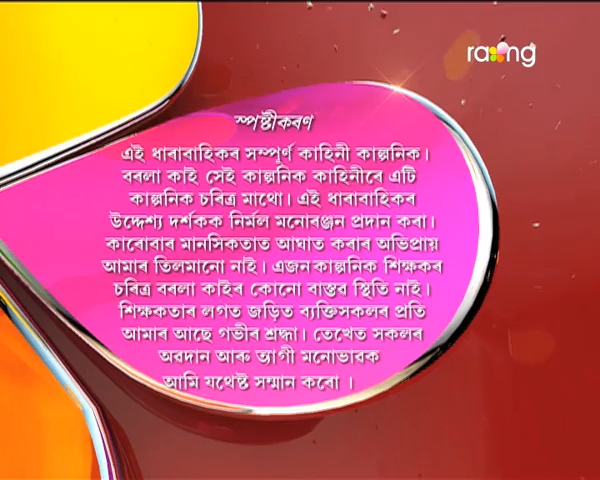 rang
স্পষ্টীকৰণ
এই ধাৰাবাহিকৰ সম্পূৰ্ণ কাহিনী কাল্পনিক।
বৰলা কাই সেই কাল্পনিক কাহিনীৰে এটি
কাল্পনিক চৰিত্ৰ মাথো। এই ধাৰাবাহিকৰ
উদ্দেশ্য দৰ্শকক নিৰ্মল মনোৰঞ্জন প্ৰদান কৰা।
কাৰোবাৰ মানসিকতাত আঘাত কৰাৰ অভিপ্ৰায়
আমাৰ তিলমানো নাই। এজন কাল্পনিক শিক্ষকৰ
চৰিত্ৰ বৰলা কাইৰ কোনো বাস্তৱ স্থিতি নাই।
শিক্ষকতাৰ লগত জড়িত ব্যক্তিসকলৰ প্ৰতি
আমাৰ আছে গভীৰ শ্ৰদ্ধা। তেখেত সকলৰ
অৱদান আৰু ত্যাগী মনোভাৱক
আমি যথেষ্ট সন্মান কৰো ।